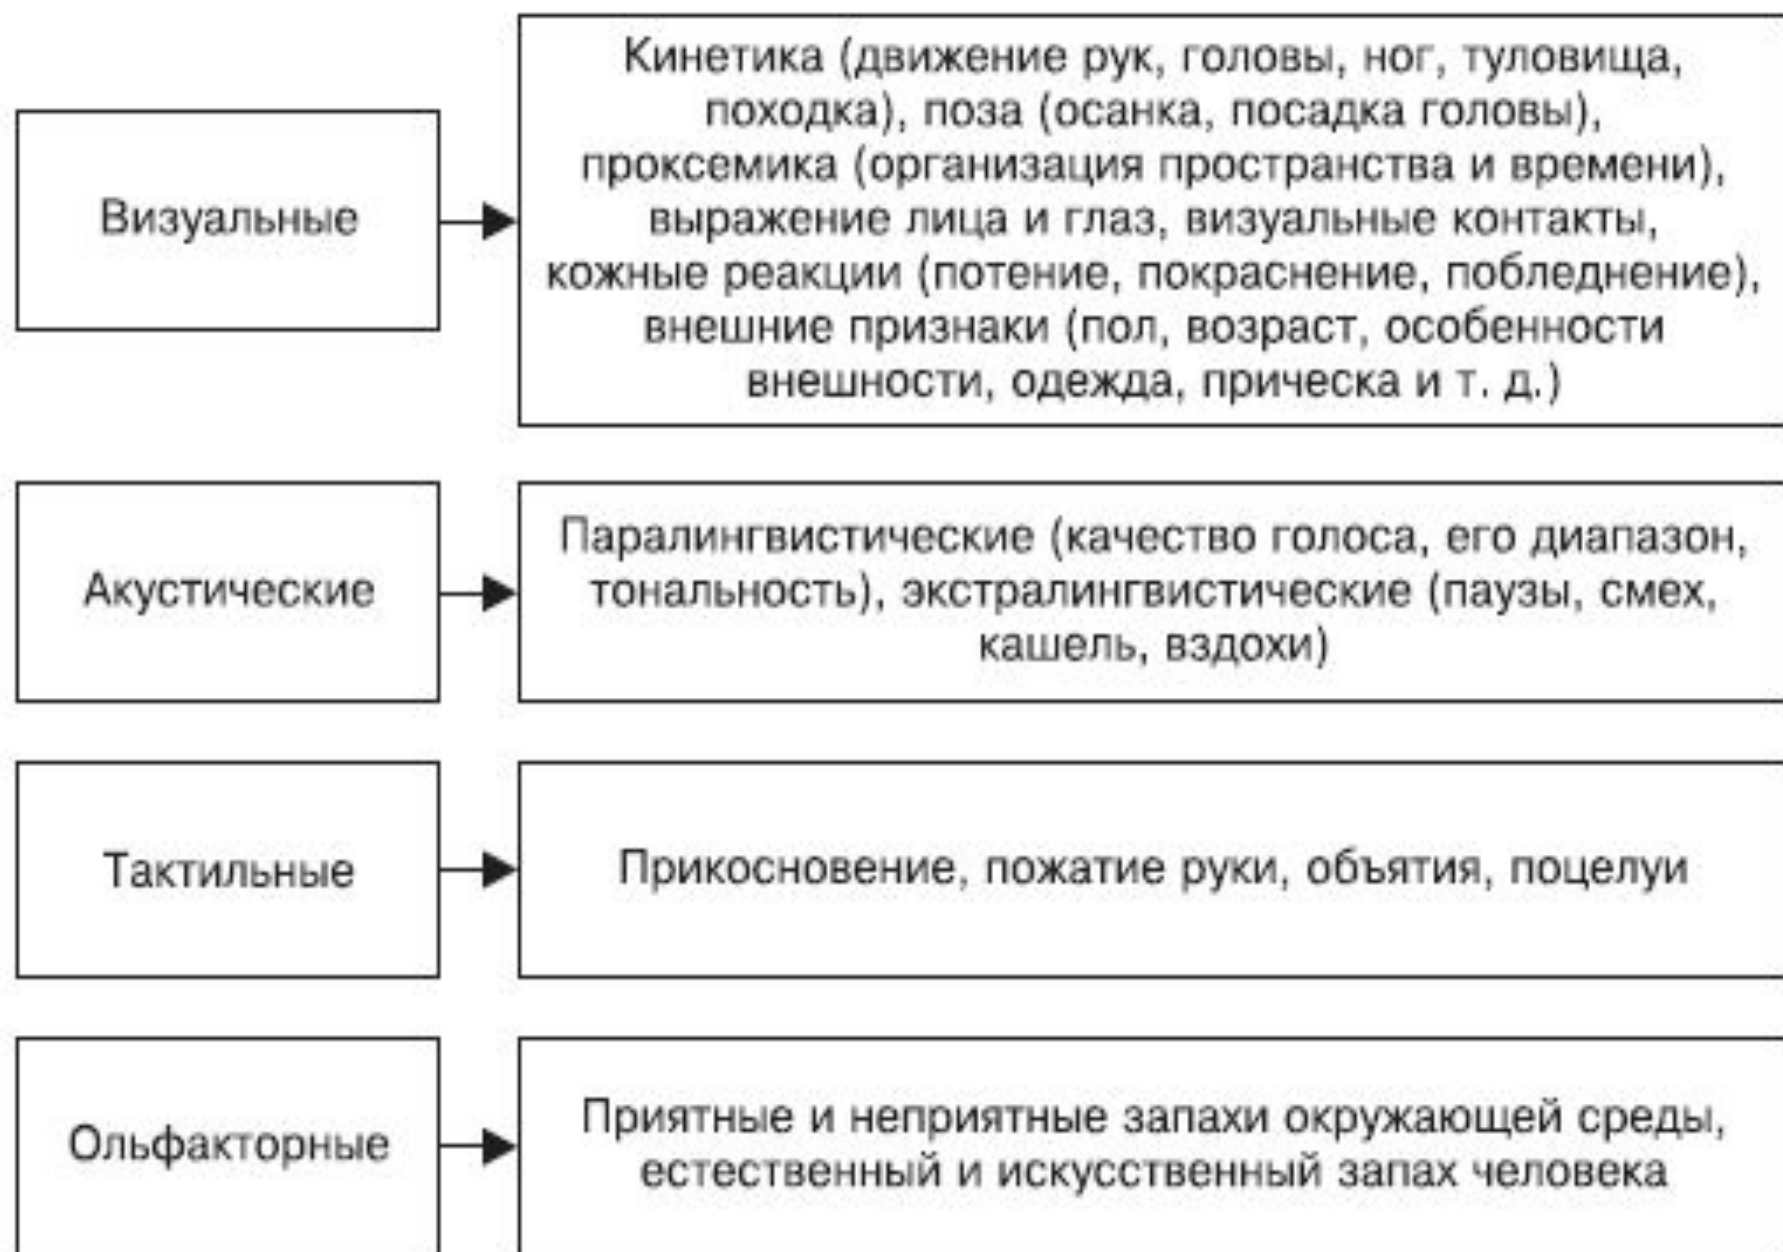 Визуальные
Кинетика (движение рук, головы, ног, туловища,
походка), поза (осанка, посадка головы),
проксемика (организация пространства и времени),
выражение лица и глаз, визуальные контакты,
кожные реакции (потение, покраснение, побледнение),
внешние признаки (пол, возраст, особенности
внешности, одежда, прическа и т. д.)
Акустические
Паралингвистические (качество голоса, его диапазон,
тональность), экстралингвистические (паузы, смех,
кашель, вздохи)
Тактильные
Прикосновение, пожатие руки, объятия, поцелуи
Ольфакторные
Приятные и неприятные запахи окружающей среды,
естественный и искусственный запах человека